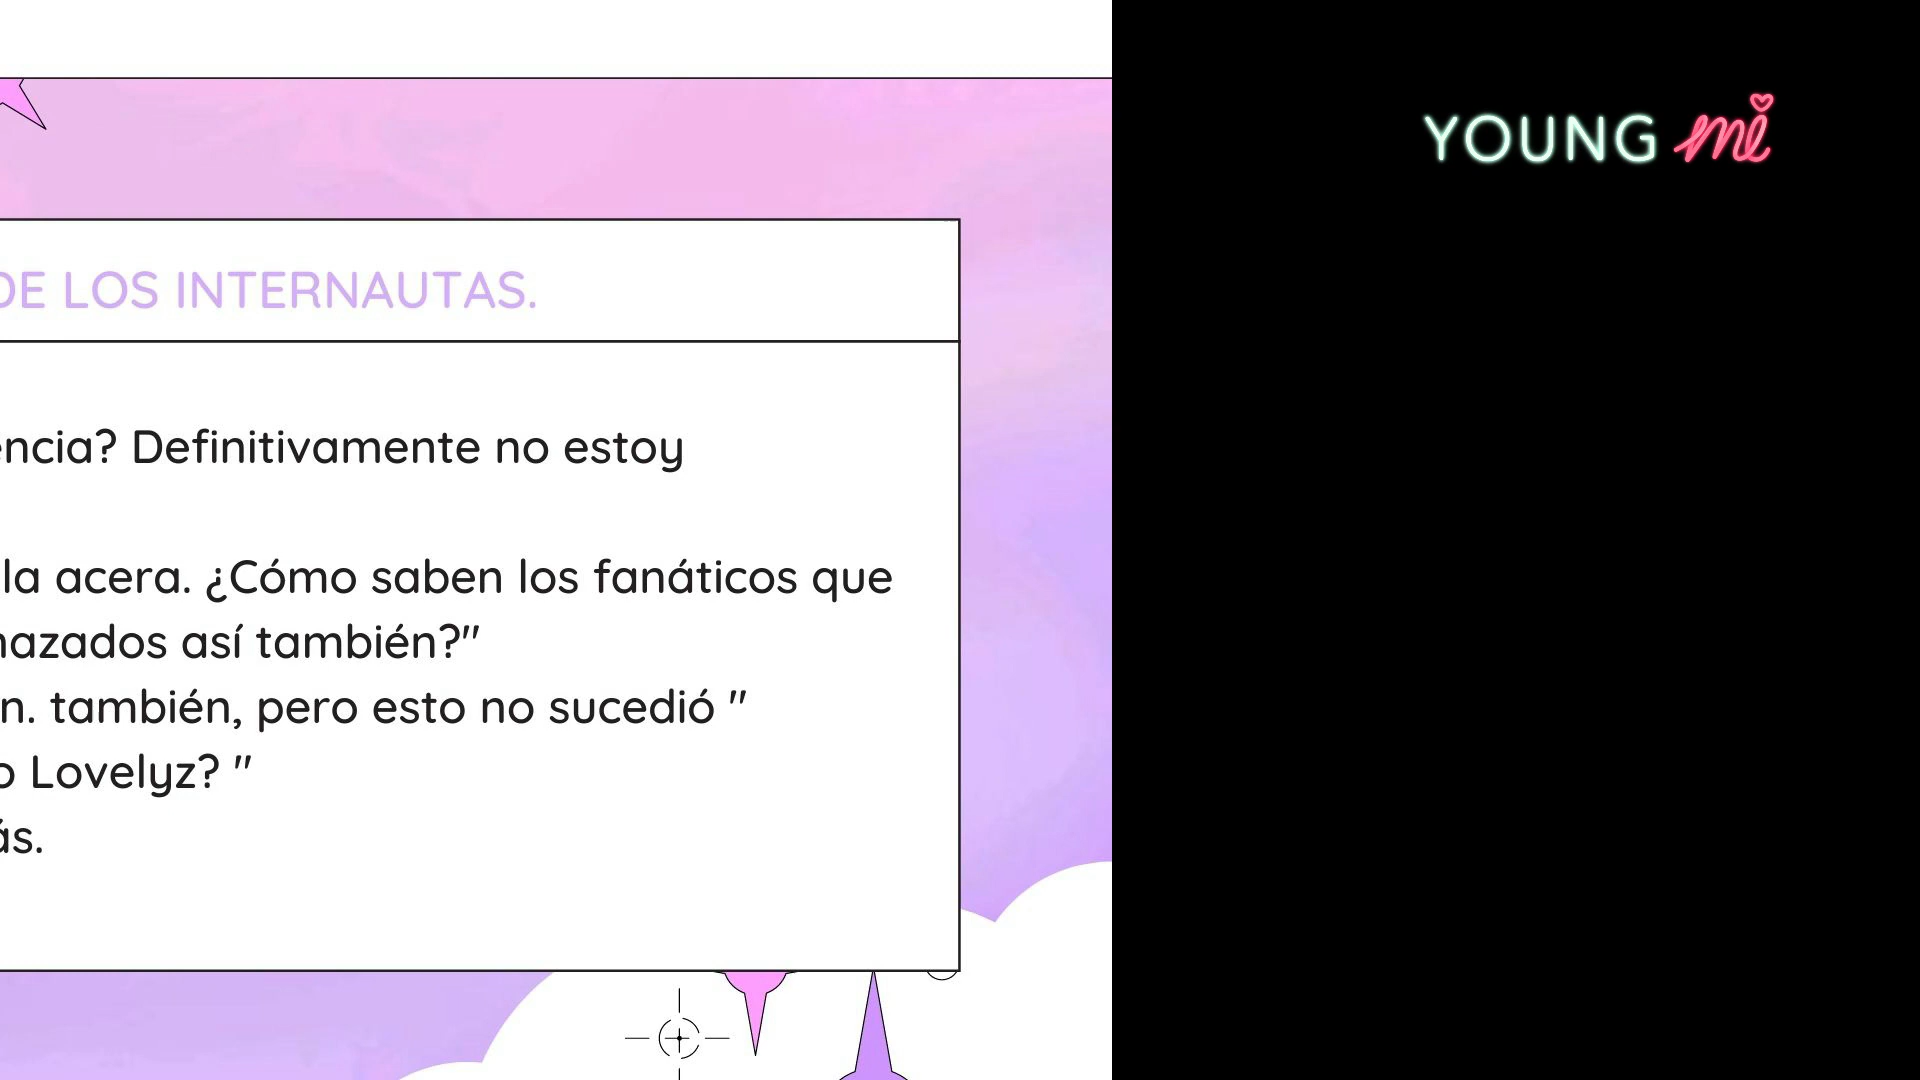 YOUNG mi
DE LOS INTERNAUTAS.
encia? Definitivamente no estoy
la acera. ¿Cómo saben los fanáticos que
hazados así también?"
n. también, pero esto no sucedió "
o Lovelyz? "
ás.